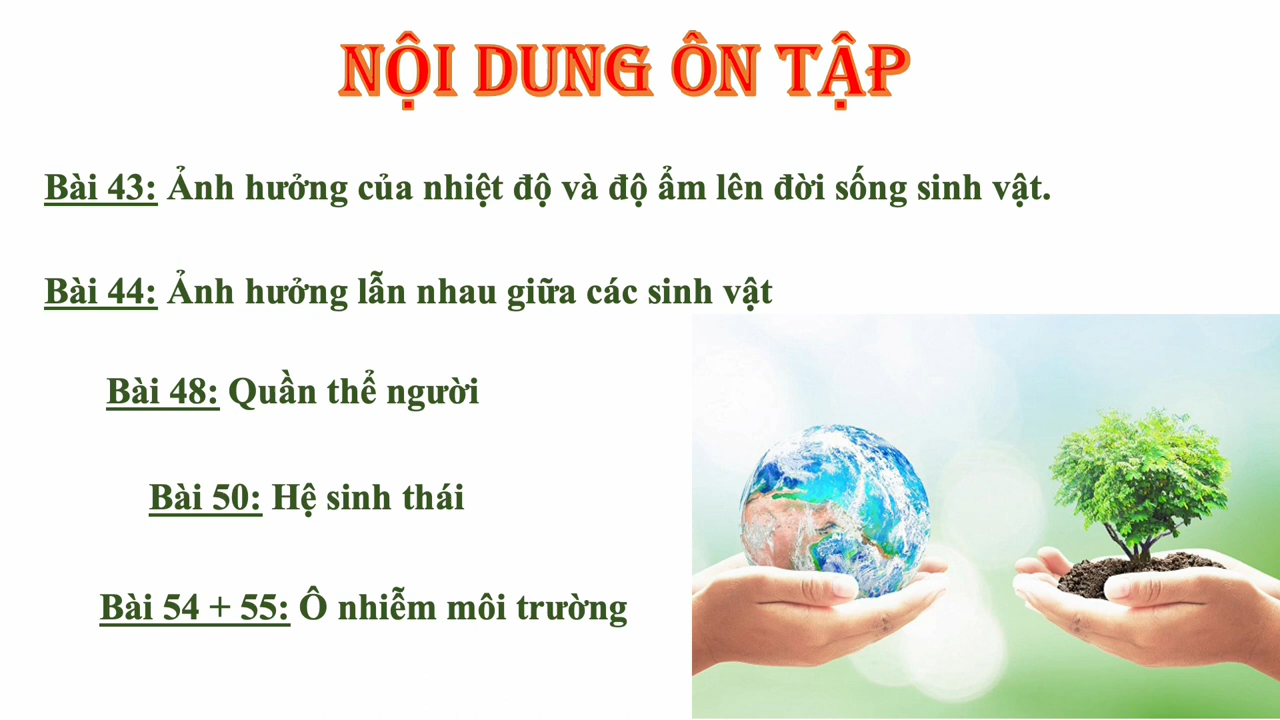 NỘI DUNG ÔN TẬP
Bài 43: Ảnh hưởng của nhiệt độ và độ ẩm lên đời sống sinh vật.
Bài 44: Ảnh hưởng lẫn nhau giữa các sinh vật
Bài 48: Quần thể người
Bài 50: Hệ sinh thái
Bài 54 + 55: Ô nhiễm môi trường